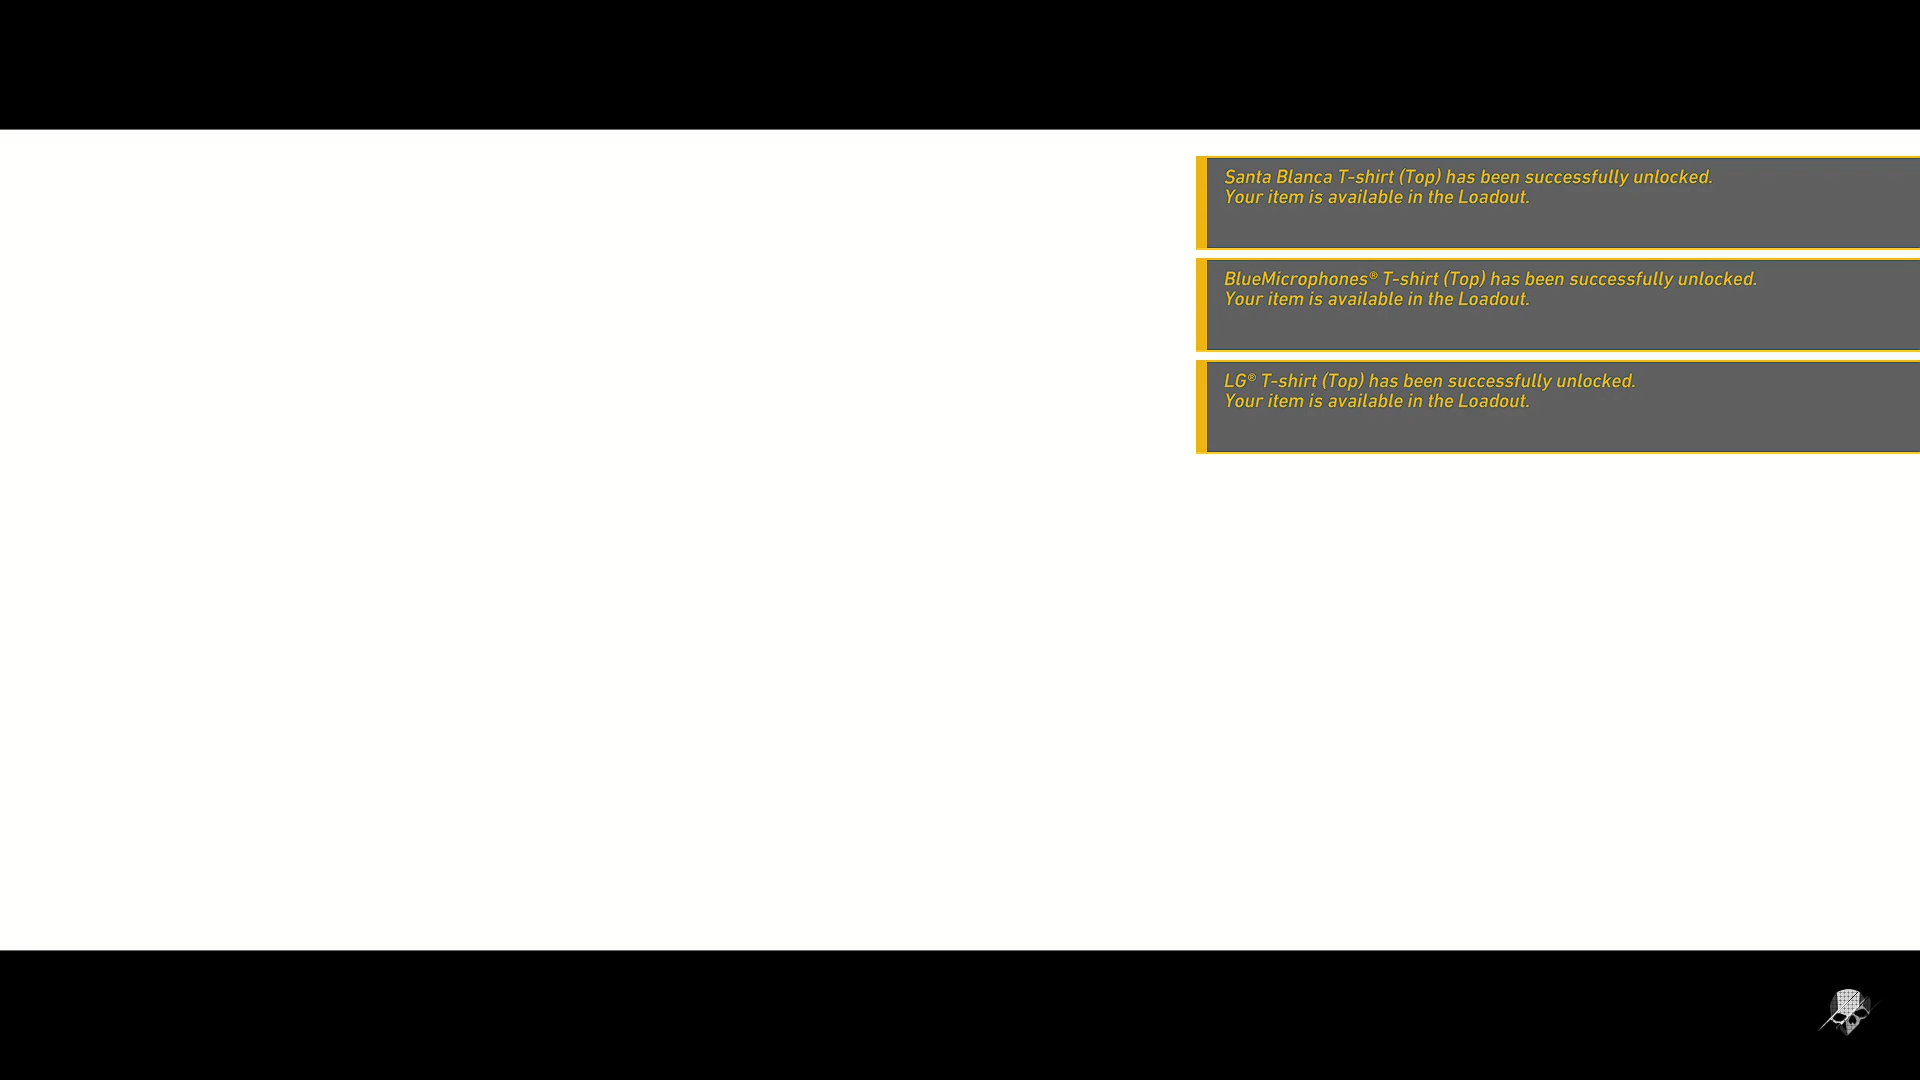 Santa Blanca T-shirt (Top) has been successfully unlocked.
Your item is available in the Loadout.
BlueMicrophones® T-shirt (Top) has been successfully unlocked.
Your item is available in the Loadout.
LG® T-shirt (Top) has been successfully unlocked.
Your item is available in the Loadout.